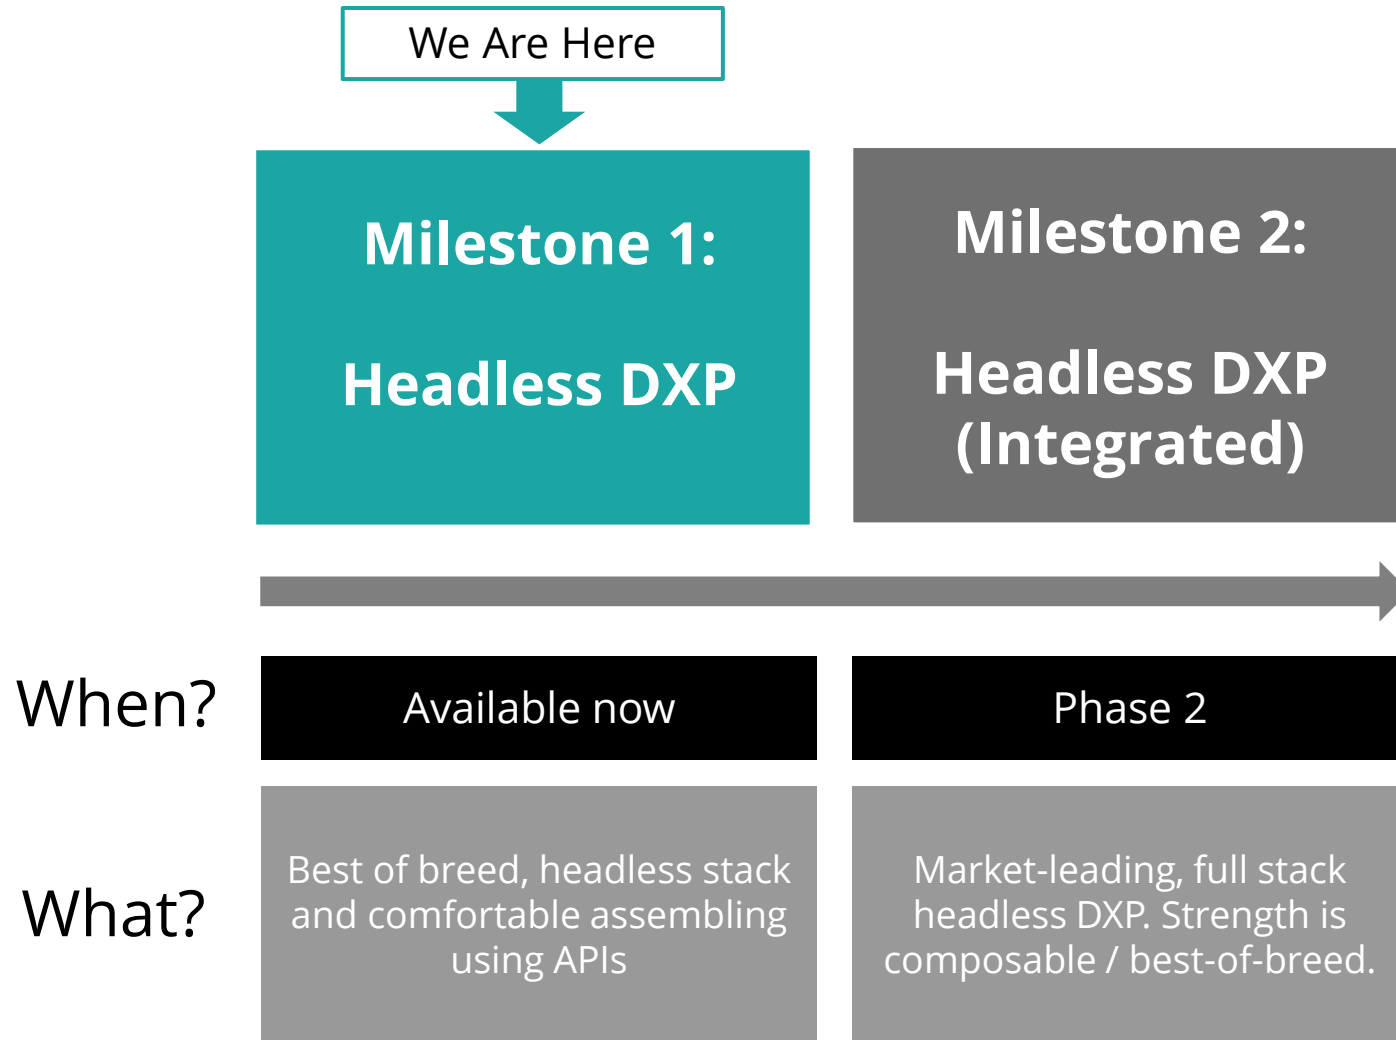 We Are Here
Milestone 1:
Headless DXP
Milestone 2:
Headless DXP
(Integrated)
When?
Available now
Phase 2
What?
Best of breed, headless stack
and comfortable assembling
using APIs
Market-leading, full stack
headless DXP. Strength is
composable / best-of-breed.